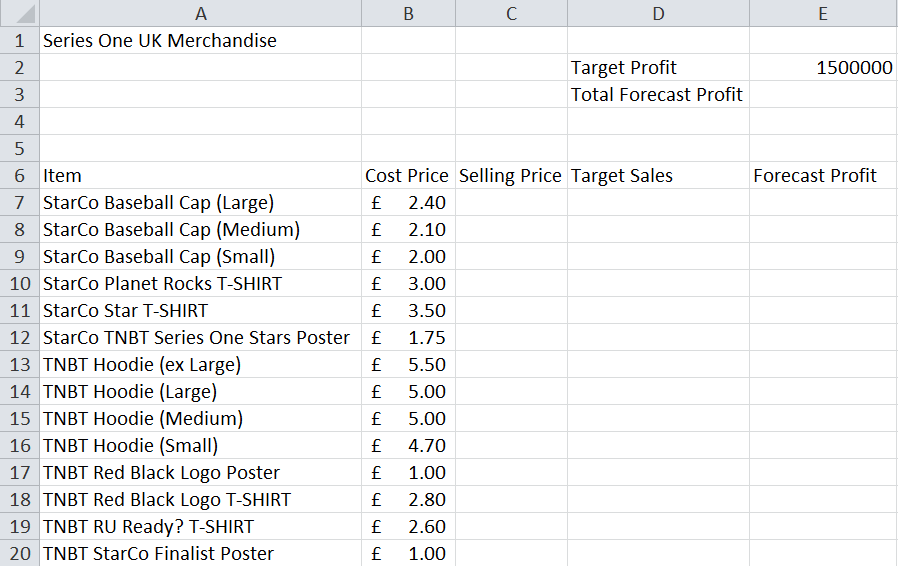 A B C D E
1 Series One UK Merchandise
2 Target Profit 1500000
3 Total Forecast Profit
4
5
6 Item Cost Price Selling Price Target Sales Forecast Profit
7 StarCo Baseball Cap (Large) £ 2.40
8 StarCo Baseball Cap (Medium) £ 2.10
9 StarCo Baseball Cap (Small) £ 2.00
10 StarCo Planet Rocks T-SHIRT £ 3.00
11 StarCo Star T-SHIRT £ 3.50
12 StarCo TNBT Series One Stars Poster £ 1.75
13 TNBT Hoodie (ex Large) £ 5.50
14 TNBT Hoodie (Large) £ 5.00
15 TNBT Hoodie (Medium) £ 5.00
16 TNBT Hoodie (Small) £ 4.70
17 TNBT Red Black Logo Poster £ 1.00
18 TNBT Red Black Logo T-SHIRT £ 2.80
19 TNBT RU Ready? T-SHIRT £ 2.60
20 TNBT StarCo Finalist Poster £ 1.00